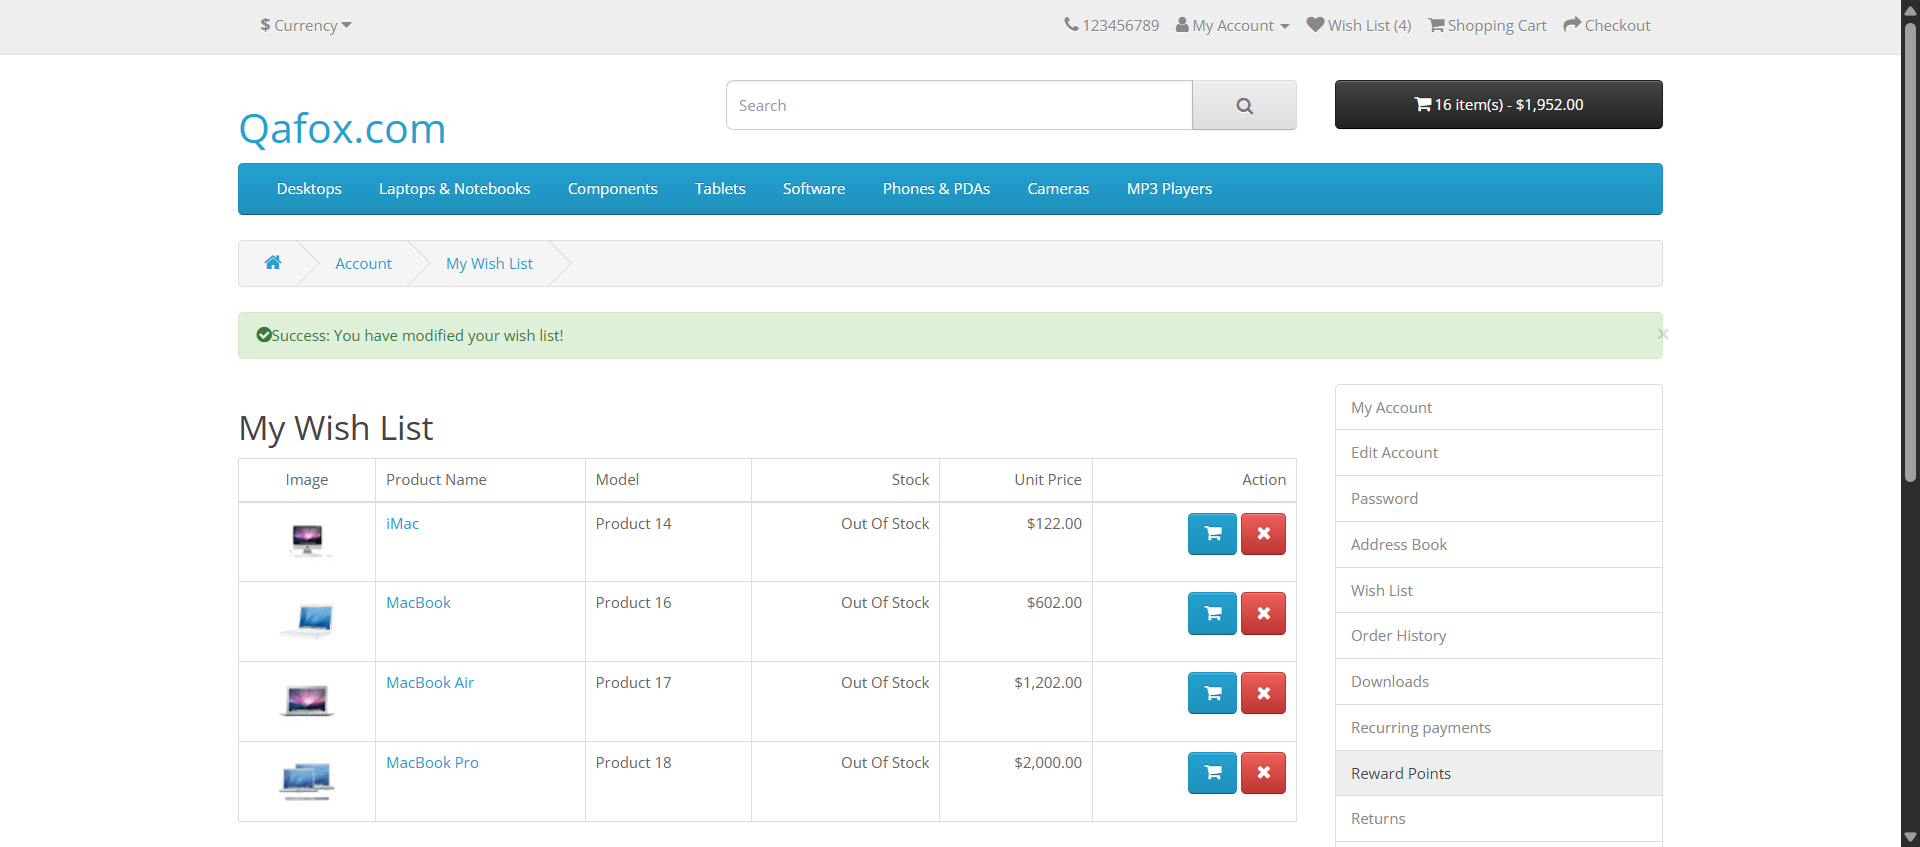 $ Currency
123456789 My Account Wish List (4) Shopping Cart Checkout
Qafox.com
Search
16 item(s) - $1,952.00
Desktops Laptops & Notebooks Components Tablets Software Phones & PDAs Cameras MP3 Players
Account My Wish List
Success: You have modified your wish list!
×
My Wish List
Image Product Name Model Stock Unit Price Action
iMac Product 14 Out Of Stock $122.00
MacBook Product 16 Out Of Stock $602.00
MacBook Air Product 17 Out Of Stock $1,202.00
MacBook Pro Product 18 Out Of Stock $2,000.00
My Account
Edit Account
Password
Address Book
Wish List
Order History
Downloads
Recurring payments
Reward Points
Returns